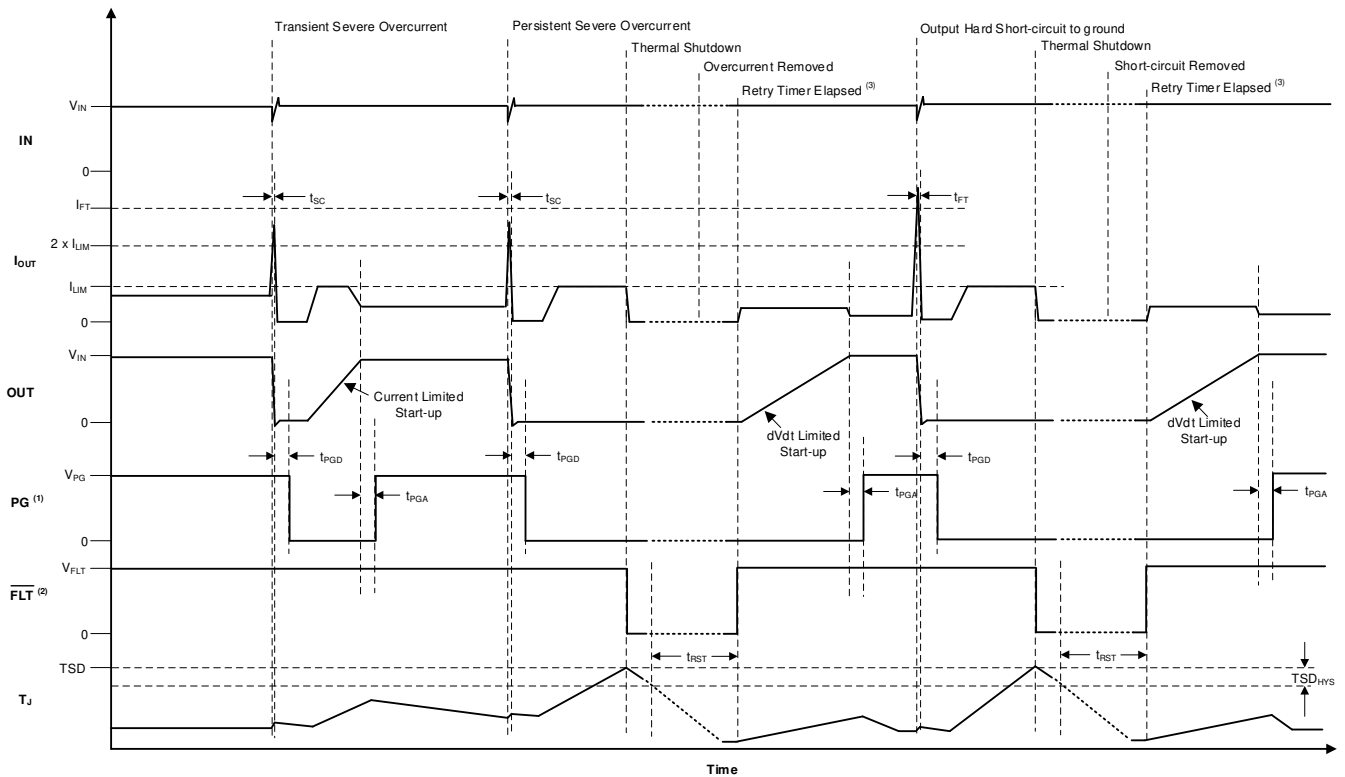 Transient Severe Overcurrent
Persistent Severe Overcurrent
Output Hard Short-circuit to ground
Thermal Shutdown
Thermal Shutdown
Overcurrent Removed
Short-circuit Removed
Retry Timer Elapsed (3)
Retry Timer Elapsed (3)
VIN
IN
0
tSC
tSC
tFT
IFT
2 x ILIM
IOUT
ILIM
0
VIN
OUT
Current Limited
Start-up
dVdt Limited
Start-up
dVdt Limited
Start-up
0
tPGD
tPGD
tPGD
VPG
PG (1)
tPGA
tPGA
tPGA
0
VFLT
FLT (2)
0
tRST
tRST
TSD
TSDHYS
TJ
Time